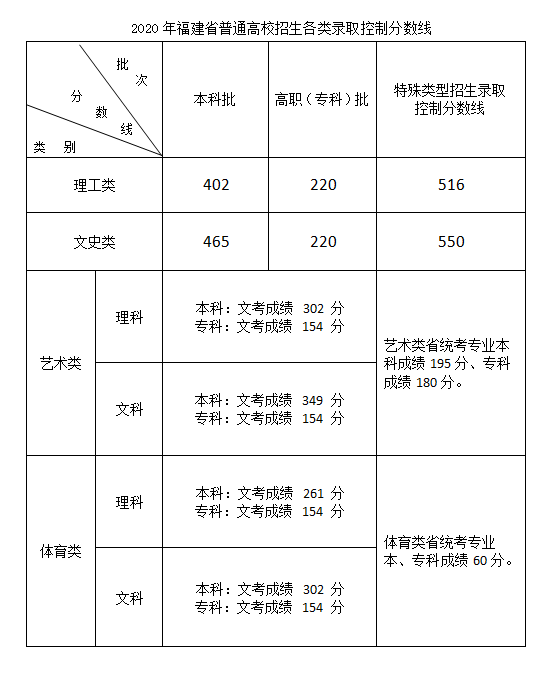 2020 年福建省普通高校招生各类录取控制分数线
批次
分数线
类 别
本科批
高职（专科）批
特殊类型招生录取
控制分数线
理工类
402
220
516
文史类
465
220
550
艺术类
理科
本科：文考成绩 302 分
专科：文考成绩 154 分
文科
本科：文考成绩 349 分
专科：文考成绩 154 分
艺术类省统考专业本
科成绩 195 分、专科
成绩 180 分。
体育类
理科
本科：文考成绩 261 分
专科：文考成绩 154 分
文科
本科：文考成绩 302 分
专科：文考成绩 154 分
体育类省统考专业
本、专科成绩 60 分。